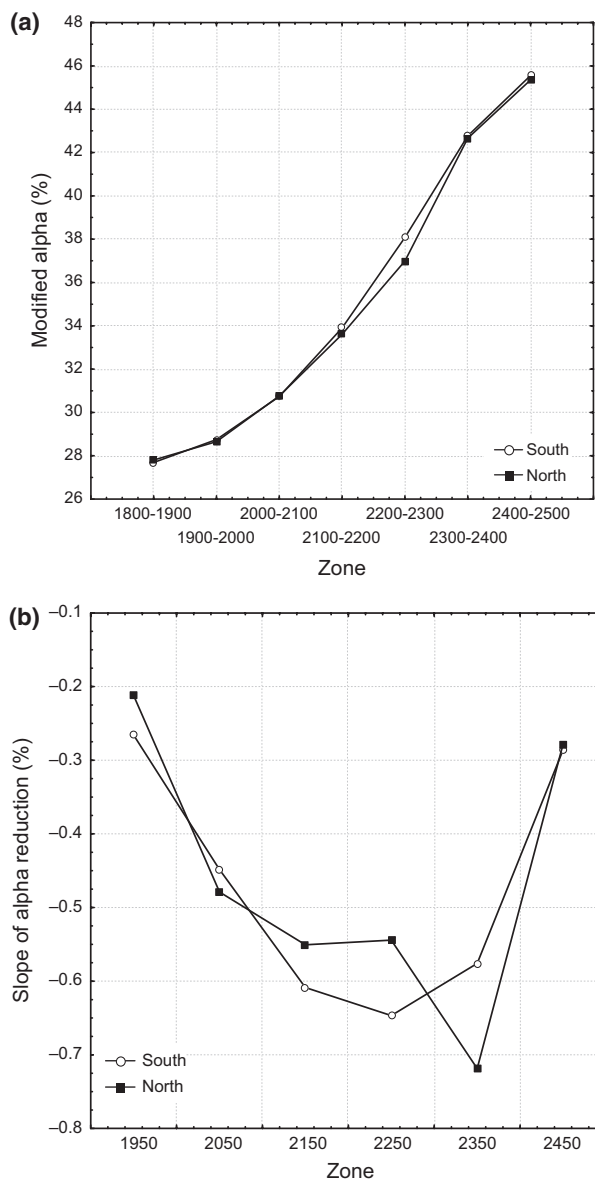 (a)
48
46
44
42
40
38
36
34
32
30
28
26
Modified alpha (%)
South
North
1800-1900 2000-2100 2200-2300 2400-2500
1900-2000 2100-2200 2300-2400
Zone
(b)
–0.1
–0.2
–0.3
–0.4
–0.5
–0.6
–0.7
–0.8
Slope of alpha reduction (%)
South
North
1950 2050 2150 2250 2350 2450
Zone